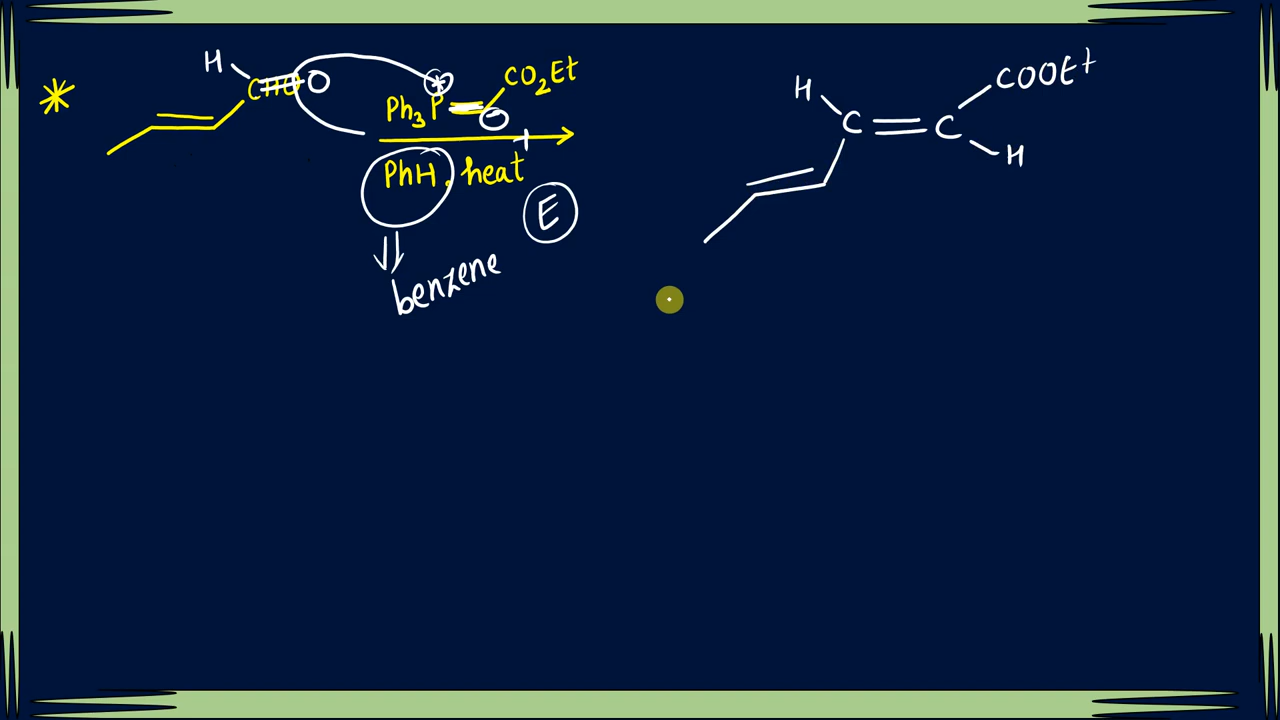 H
CHO
O
Ph₃P
CO₂Et
PhH, heat
E
benzene
H
C
C
COOEt
H